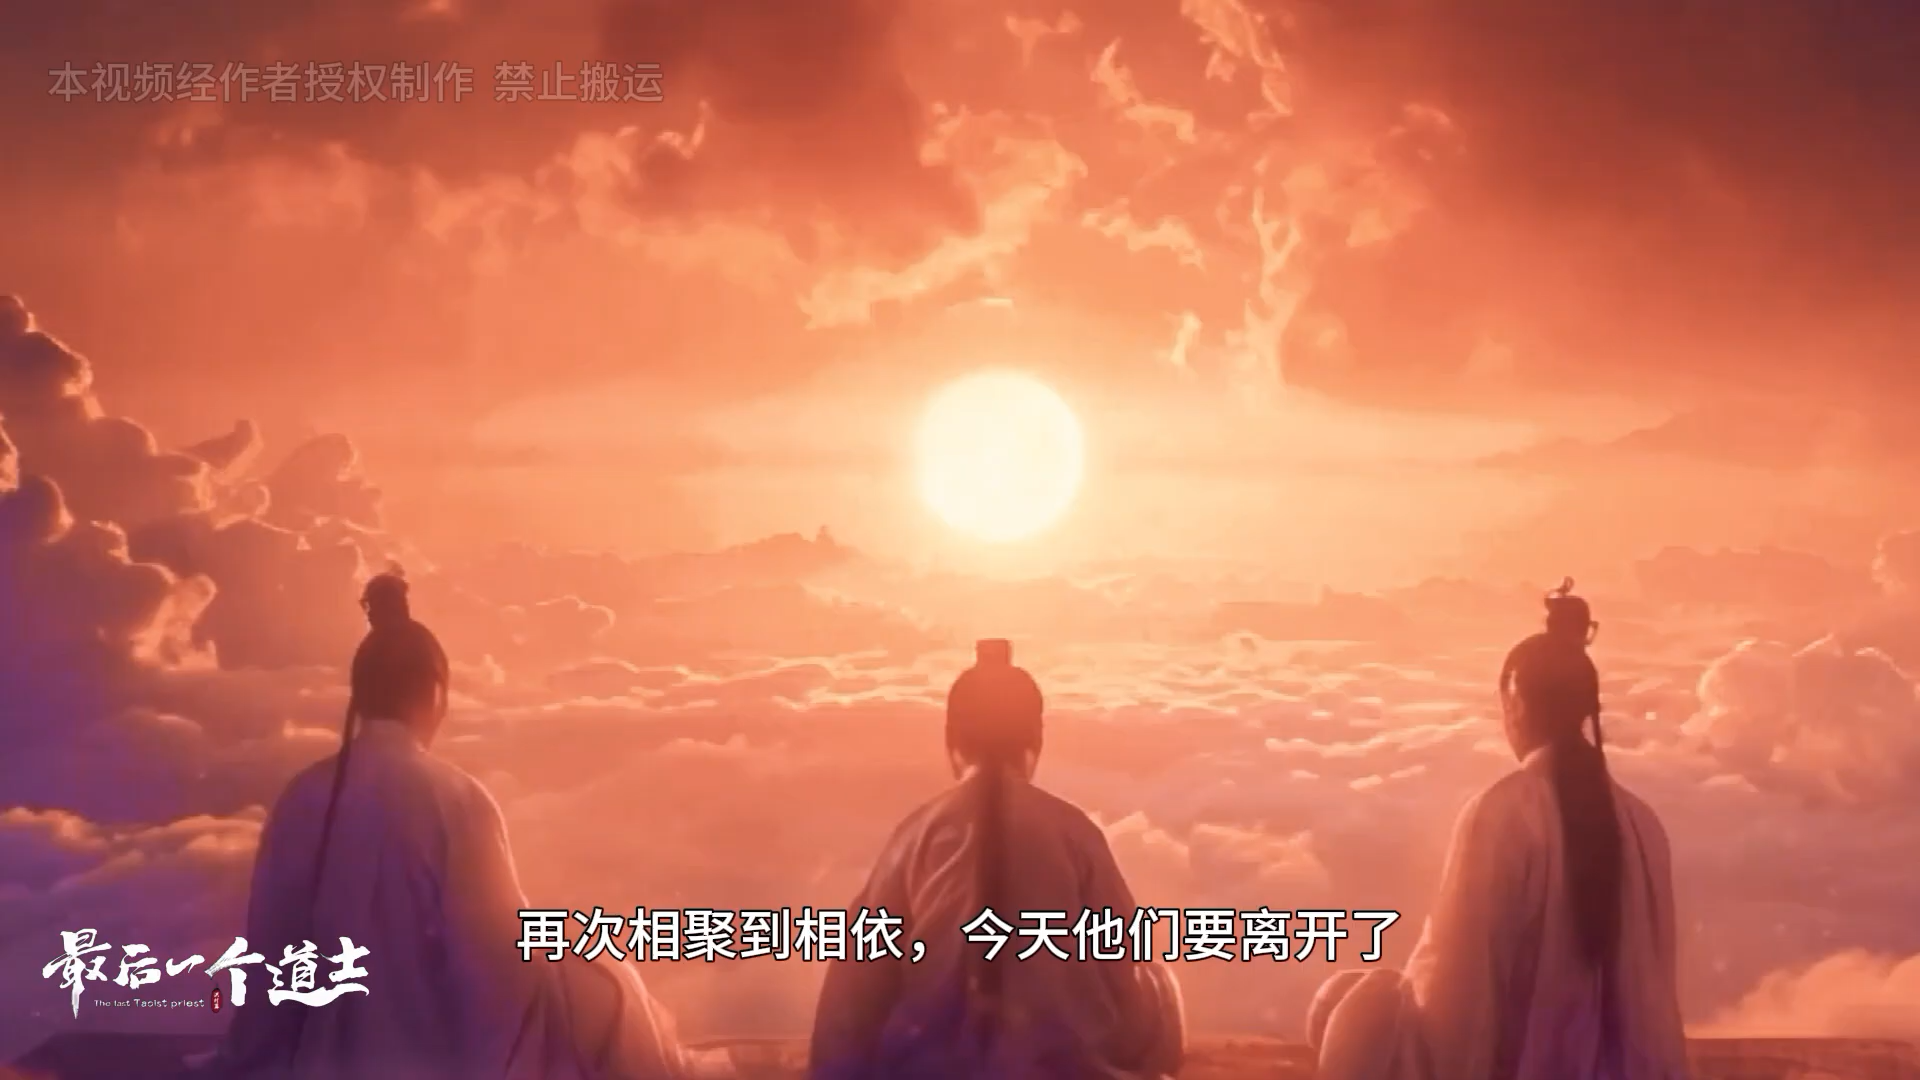 本视频经作者授权制作 禁止搬运
再次相聚到相依，今天他们要离开了
最后一个道士
The last Taoist priest